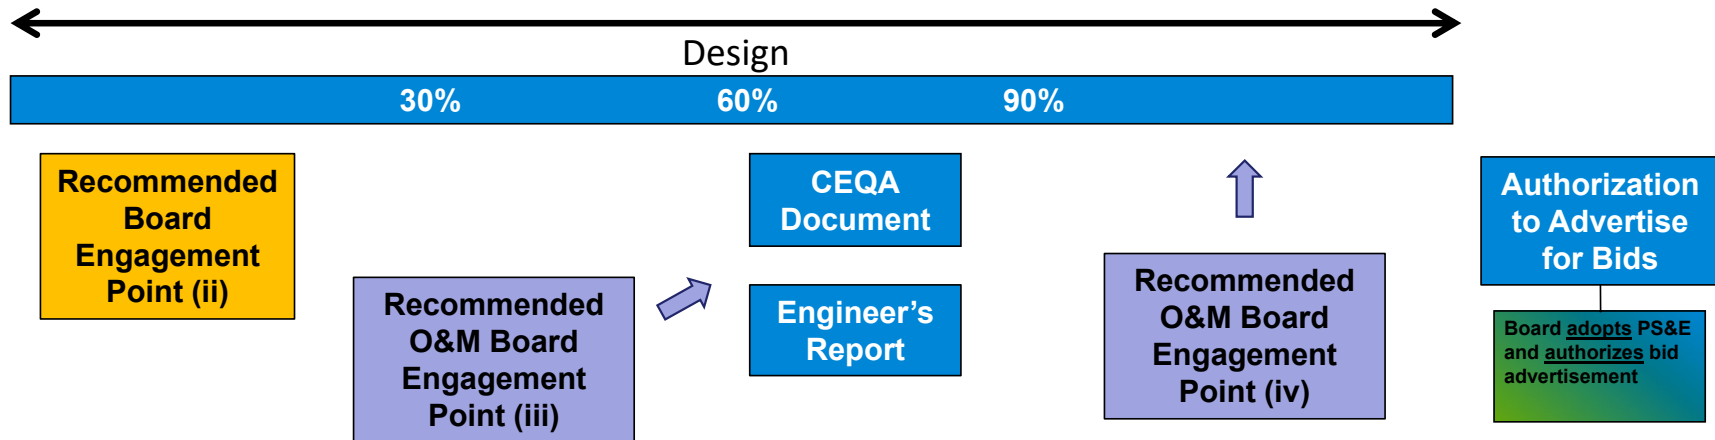 Design
30% 60% 90%
Recommended
Board
Engagement
Point (ii)
Recommended
O&M Board
Engagement
Point (iii)
CEQA
Document
Engineer’s
Report
Recommended
O&M Board
Engagement
Point (iv)
Authorization
to Advertise
for Bids
Board adopts PS&E
and authorizes bid
advertisement